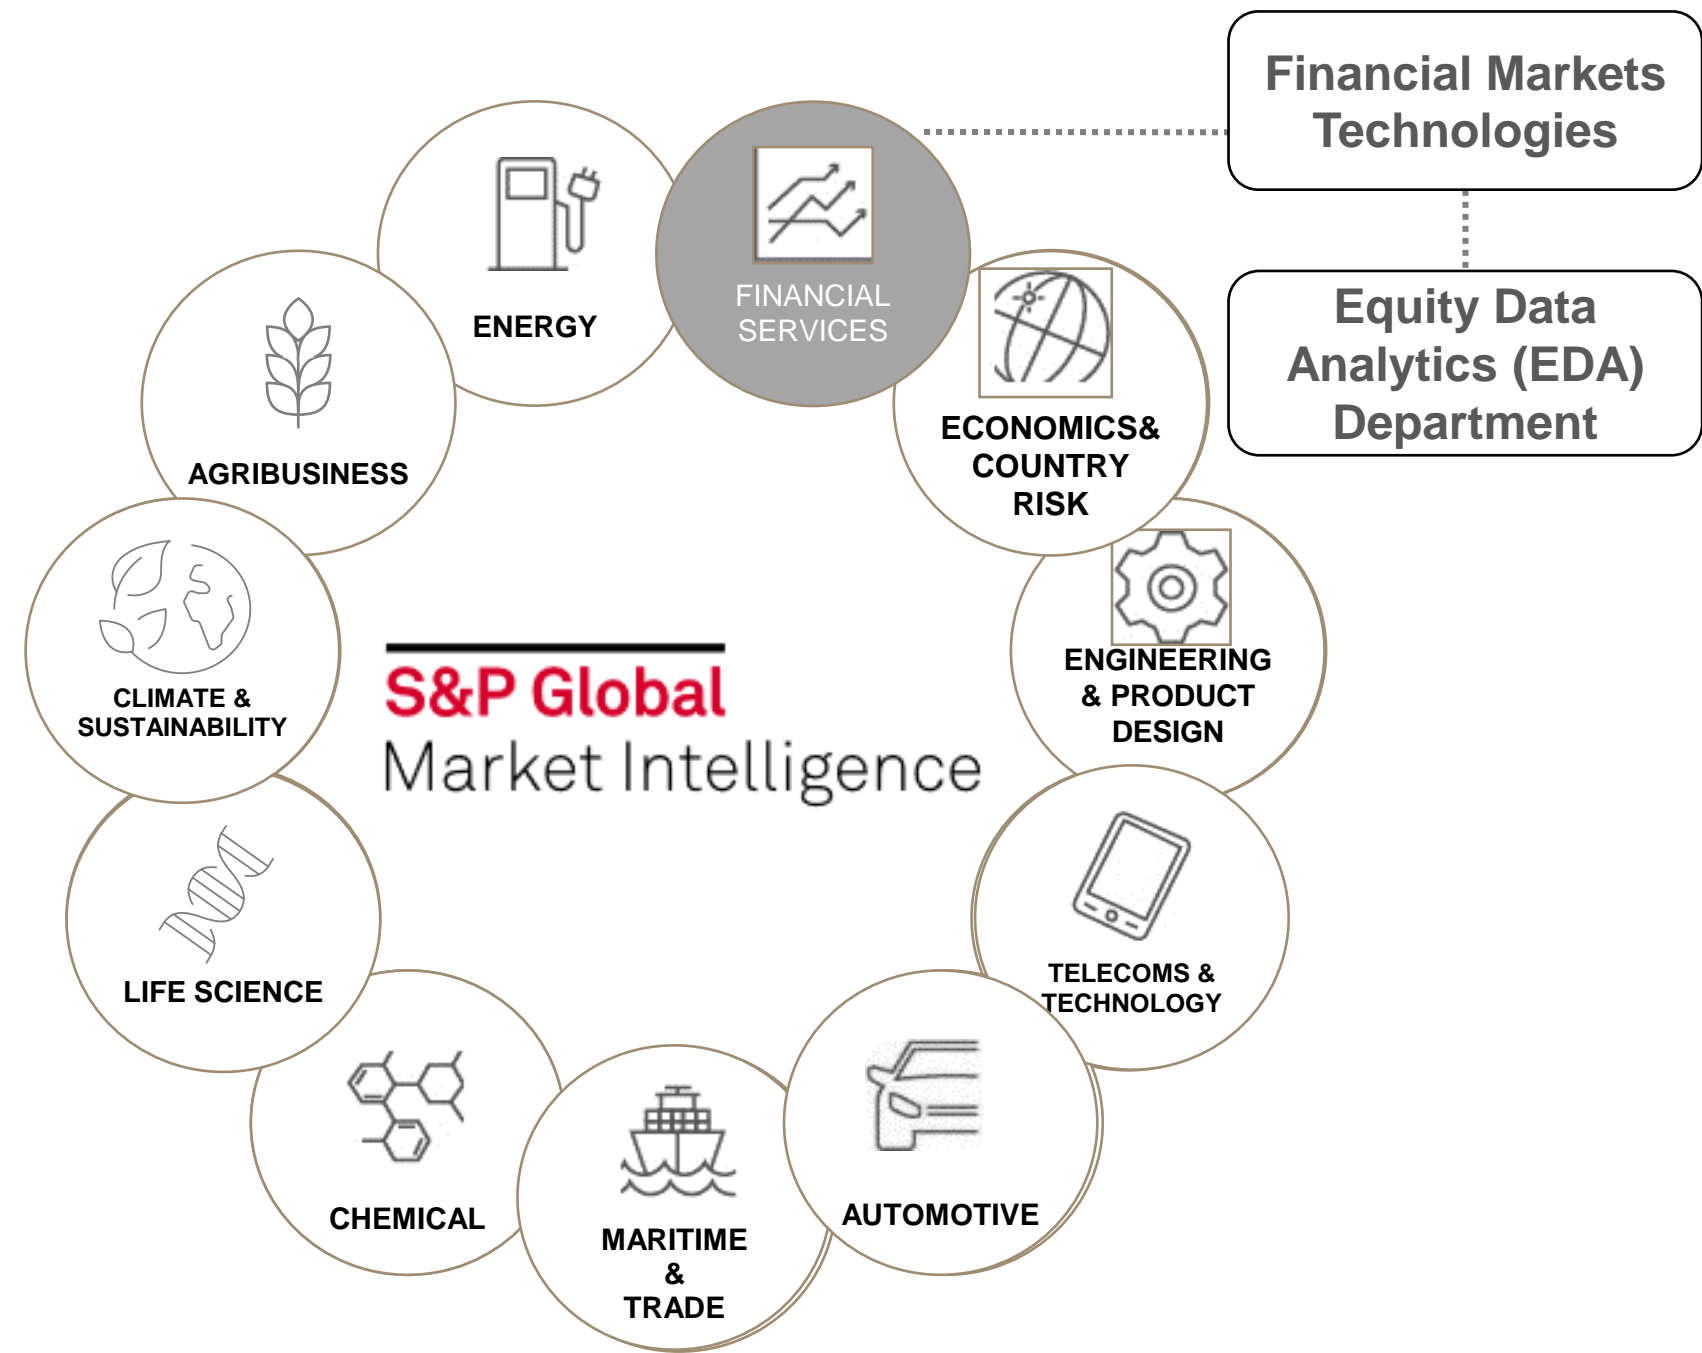 Financial Markets
Technologies
Equity Data
Analytics (EDA)
Department
FINANCIAL
SERVICES
ECONOMICS&
COUNTRY
RISK
ENGINEERING
& PRODUCT
DESIGN
TELECOMS &
TECHNOLOGY
AUTOMOTIVE
MARITIME
&
TRADE
CHEMICAL
LIFE SCIENCE
CLIMATE &
SUSTAINABILITY
AGRIBUSINESS
ENERGY
S&P Global
Market Intelligence